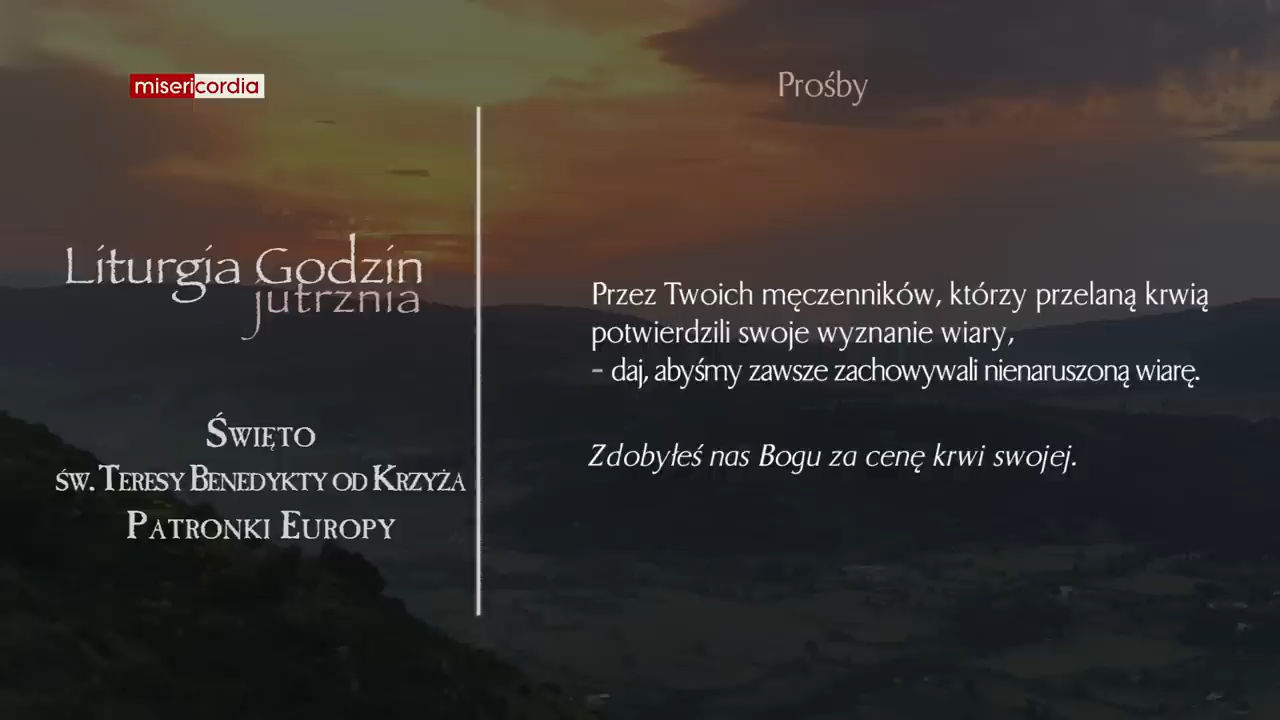 misericordia
Prośby
Liturgia Godzin
jutrznia
Święto
św. Teresy Benedykty od Krzyża
Patronki Europy
Przez Twoich męczenników, którzy przelaną krwią
potwierdzili swoje wyznanie wiary,
- daj, abyśmy zawsze zachowywali nienaruszoną wiarę.
Zdobyłeś nas Bogu za cenę krwi swojej.